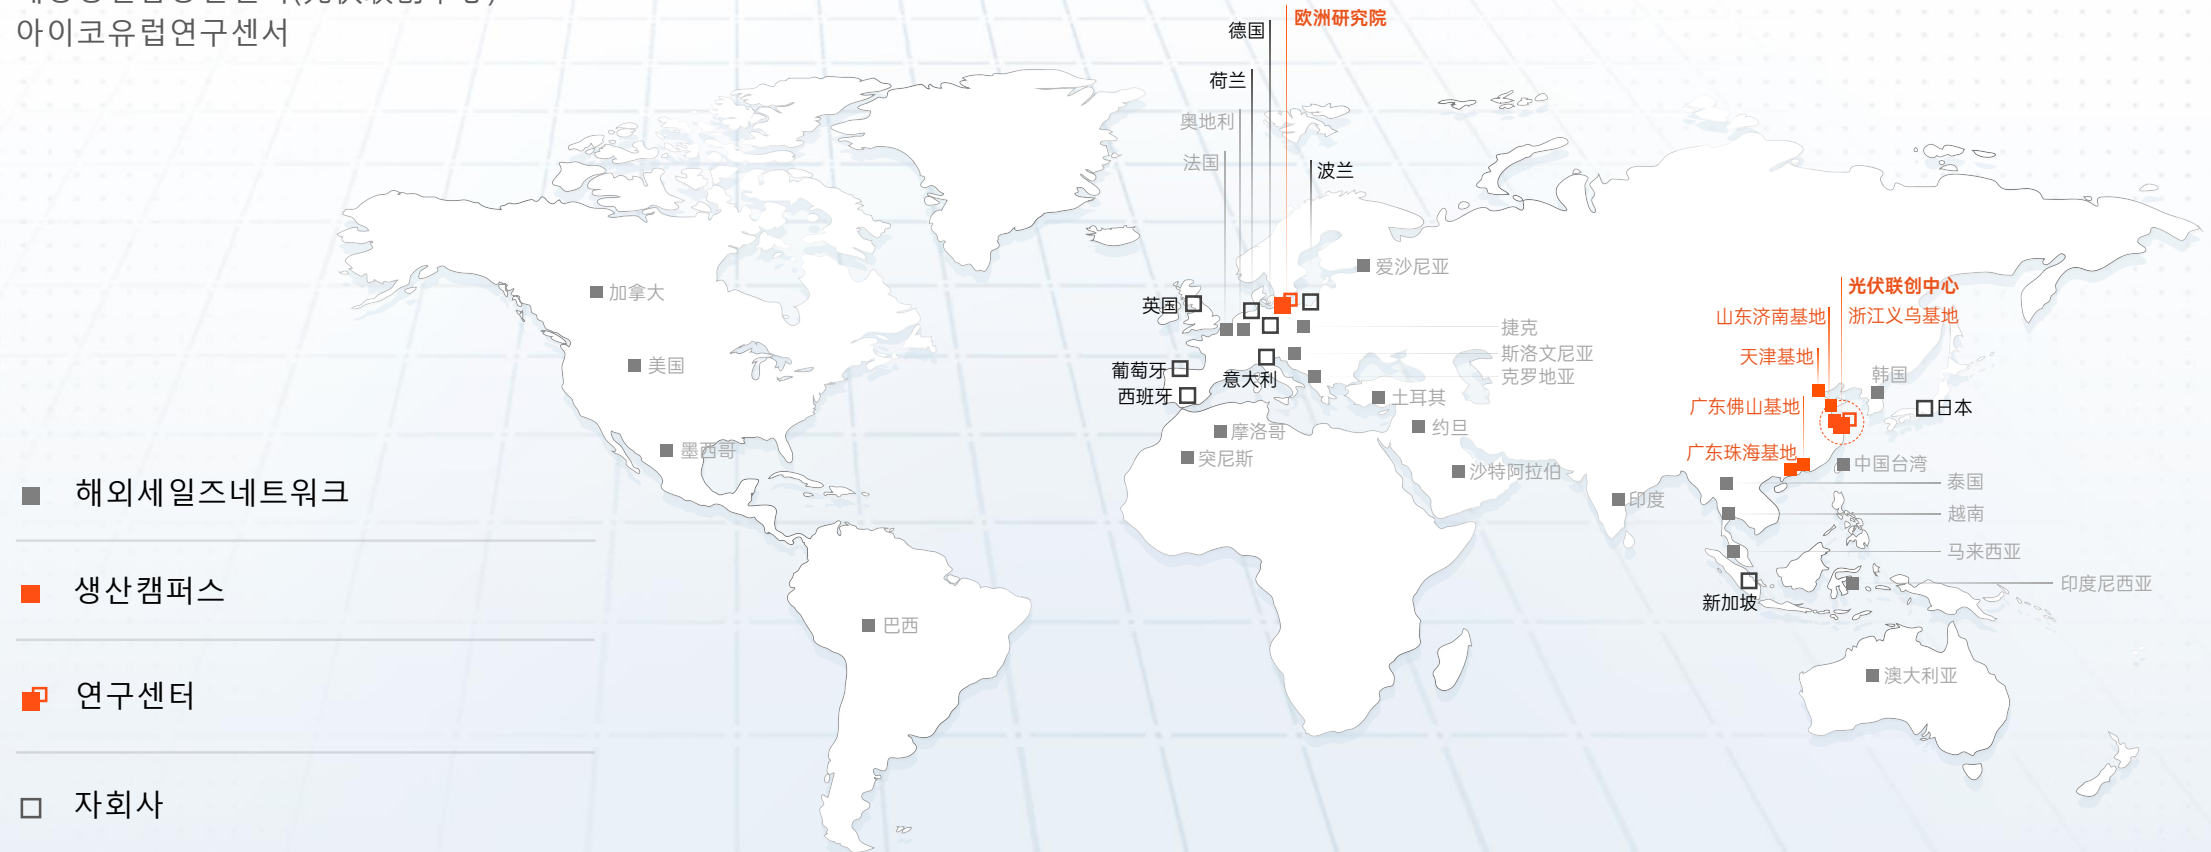 아이코유럽연구센서
欧洲研究院
德国
荷兰
奥地利
法国
波兰
爱沙尼亚
加拿大
英国
光伏联创中心
山东济南基地
浙江义乌基地
捷克
斯洛文尼亚
天津基地
美国
葡萄牙
意大利
克罗地亚
韩国
西班牙
土耳其
广东佛山基地
日本
摩洛哥
约旦
墨西哥
突尼斯
广东珠海基地
中国台湾
沙特阿拉伯
泰国
해외세일즈네트워크
印度
越南
马来西亚
생산캠퍼스
印度尼西亚
新加坡
巴西
澳大利亚
연구센터
자회사